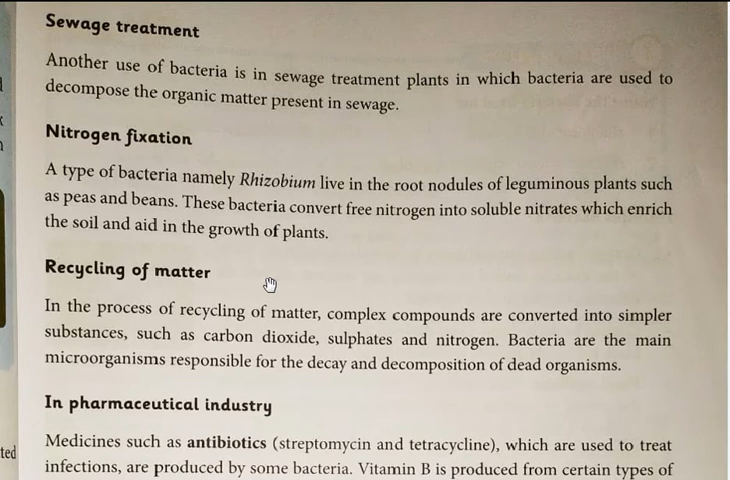 Sewage treatment
Another use of bacteria is in sewage treatment plants in which bacteria are used to
decompose the organic matter present in sewage.
Nitrogen fixation
A type of bacteria namely Rhizobium live in the root nodules of leguminous plants such
as peas and beans. These bacteria convert free nitrogen into soluble nitrates which enrich
the soil and aid in the growth of plants.
Recycling of matter
In the process of recycling of matter, complex compounds are converted into simpler
substances, such as carbon dioxide, sulphates and nitrogen. Bacteria are the main
microorganisms responsible for the decay and decomposition of dead organisms.
In pharmaceutical industry
Medicines such as antibiotics (streptomycin and tetracycline), which are used to treat
infections, are produced by some bacteria. Vitamin B is produced from certain types of